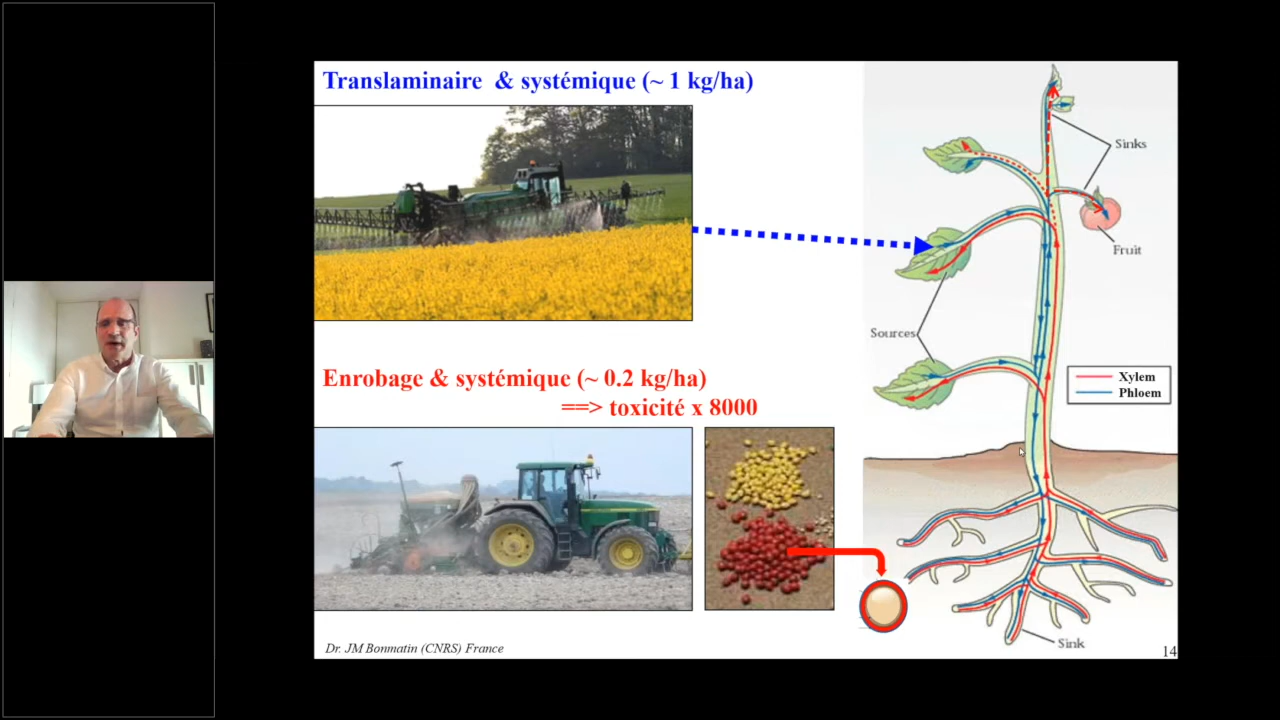 Translaminaire & systémique (~ 1 kg/ha)
Sinks
Fruit
Sources
Enrobage & systémique (~ 0.2 kg/ha)
==> toxicité x 8000
Xylem
Phloem
Sink
Dr. JM Bonmatin (CNRS) France
14